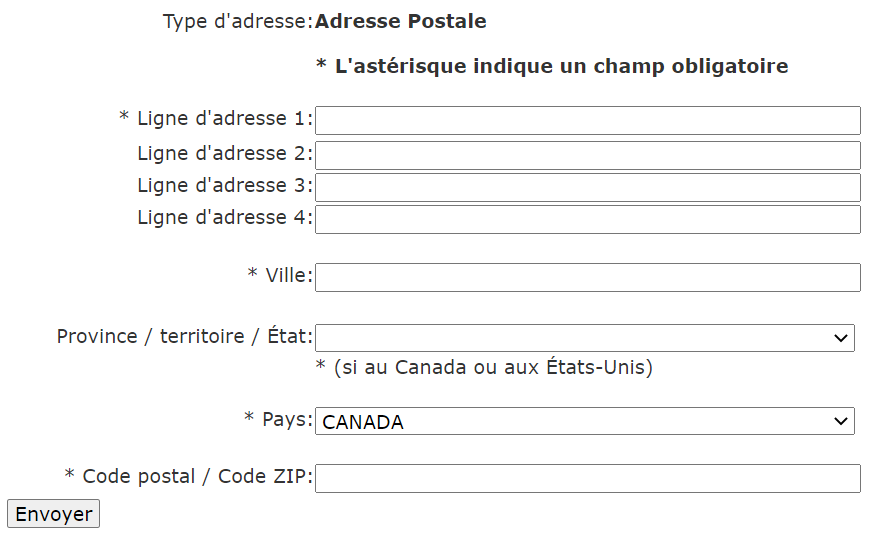 Type d'adresse:Adresse Postale
* L'astérisque indique un champ obligatoire
* Ligne d'adresse 1:
Ligne d'adresse 2:
Ligne d'adresse 3:
Ligne d'adresse 4:
* Ville:
Province / territoire / État:
* (si au Canada ou aux États-Unis)
* Pays: CANADA
* Code postal / Code ZIP:
Envoyer